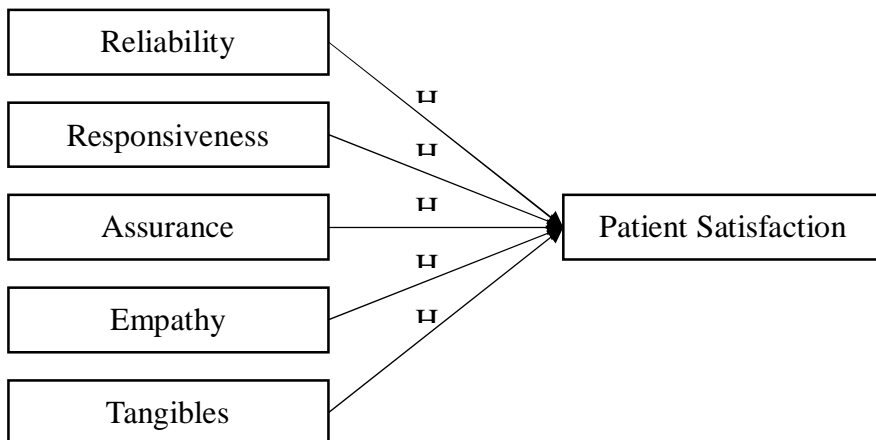 Reliability
H
Responsiveness
H
Assurance
H
Patient Satisfaction
H
Empathy
H
Tangibles